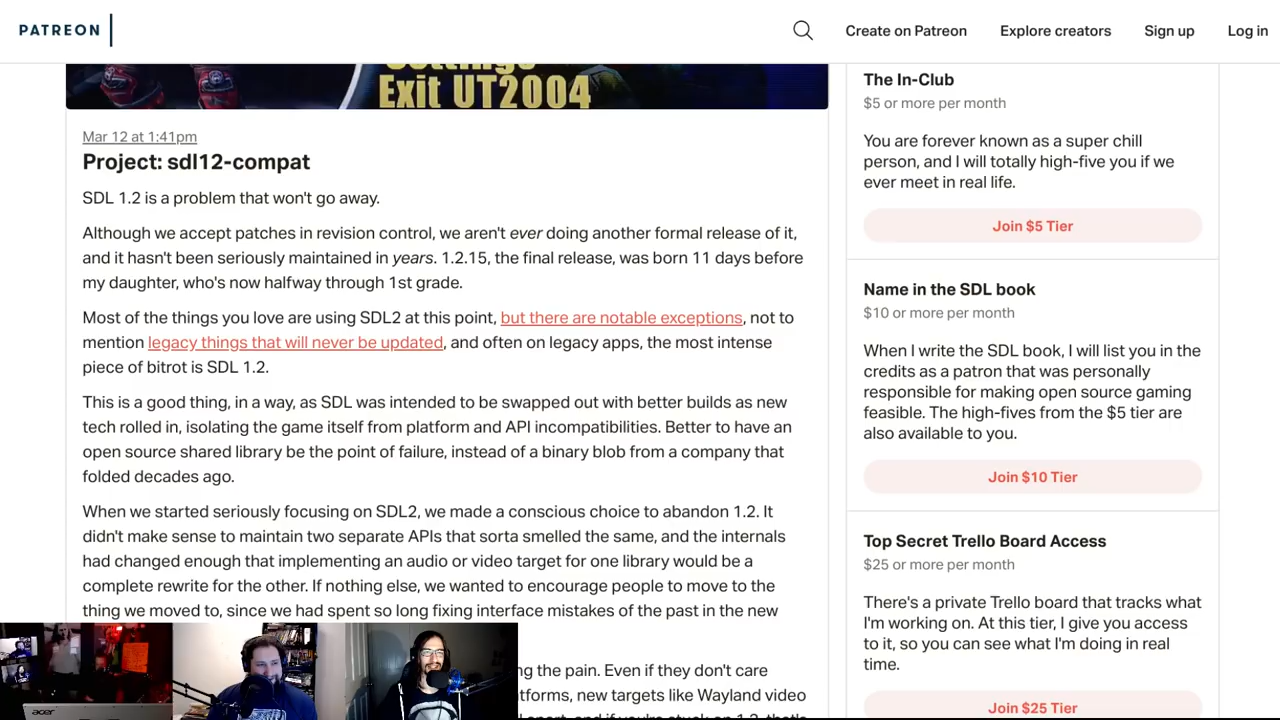 PATREON
Create on Patreon
Explore creators
Sign up
Log in
Settings
Exit UT2004
Mar 12 at 1:41pm
Project: sdl12-compat
SDL 1.2 is a problem that won't go away.
Although we accept patches in revision control, we aren't ever doing another formal release of it,
and it hasn't been seriously maintained in years. 1.2.15, the final release, was born 11 days before
my daughter, who's now halfway through 1st grade.
Most of the things you love are using SDL2 at this point, but there are notable exceptions, not to
mention legacy things that will never be updated, and often on legacy apps, the most intense
piece of bitrot is SDL 1.2.
This is a good thing, in a way, as SDL was intended to be swapped out with better builds as new
tech rolled in, isolating the game itself from platform and API incompatibilities. Better to have an
open source shared library be the point of failure, instead of a binary blob from a company that
folded decades ago.
When we started seriously focusing on SDL2, we made a conscious choice to abandon 1.2. It
didn't make sense to maintain two separate APIs that sorta smelled the same, and the internals
had changed enough that implementing an audio or video target for one library would be a
complete rewrite for the other. If nothing else, we wanted to encourage people to move to the
thing we moved to, since we had spent so long fixing interface mistakes of the past in the new
ng the pain. Even if they don't care
tforms, new targets like Wayland video
The In-Club
$5 or more per month
You are forever known as a super chill
person, and I will totally high-five you if we
ever meet in real life.
Join $5 Tier
Name in the SDL book
$10 or more per month
When I write the SDL book, I will list you in the
credits as a patron that was personally
responsible for making open source gaming
feasible. The high-fives from the $5 tier are
also available to you.
Join $10 Tier
Top Secret Trello Board Access
$25 or more per month
There's a private Trello board that tracks what
I'm working on. At this tier, I give you access
to it, so you can see what I'm doing in real
time.
Join $25 Tier
acer